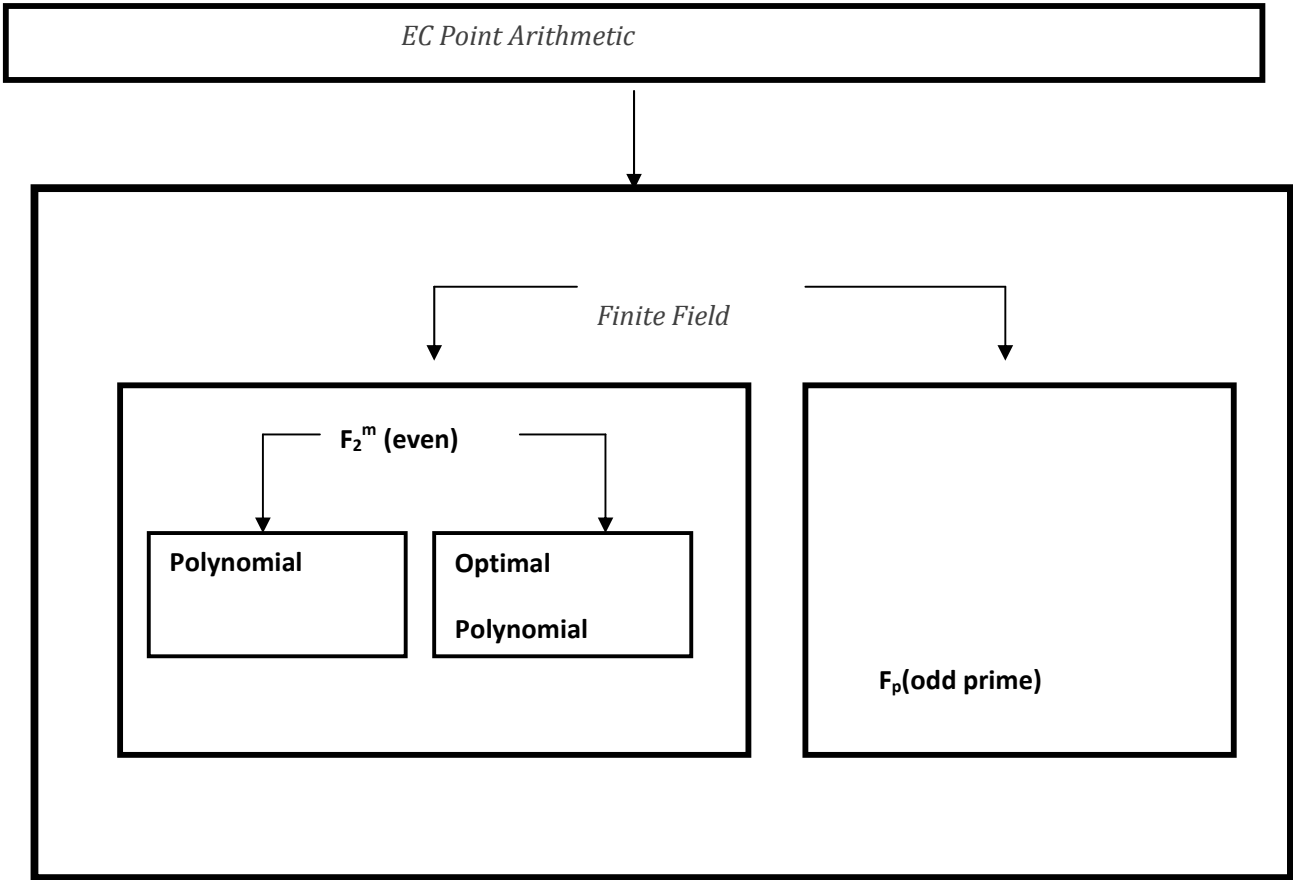 EC Point Arithmetic
Finite Field
F₂ᵐ (even)
Polynomial
Optimal
Polynomial
Fₚ(odd prime)